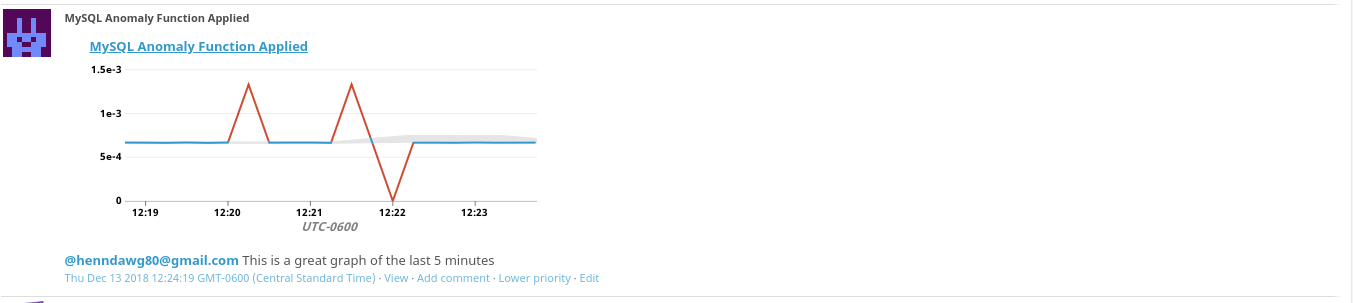 MySQL Anomaly Function Applied
MySQL Anomaly Function Applied
1.5e-3
1e-3
5e-4
0
12:19 12:20 12:21 12:22 12:23
UTC-0600
@henndawg80@gmail.com This is a great graph of the last 5 minutes
Thu Dec 13 2018 12:24:19 GMT-0600 (Central Standard Time) · View · Add comment · Lower priority · Edit